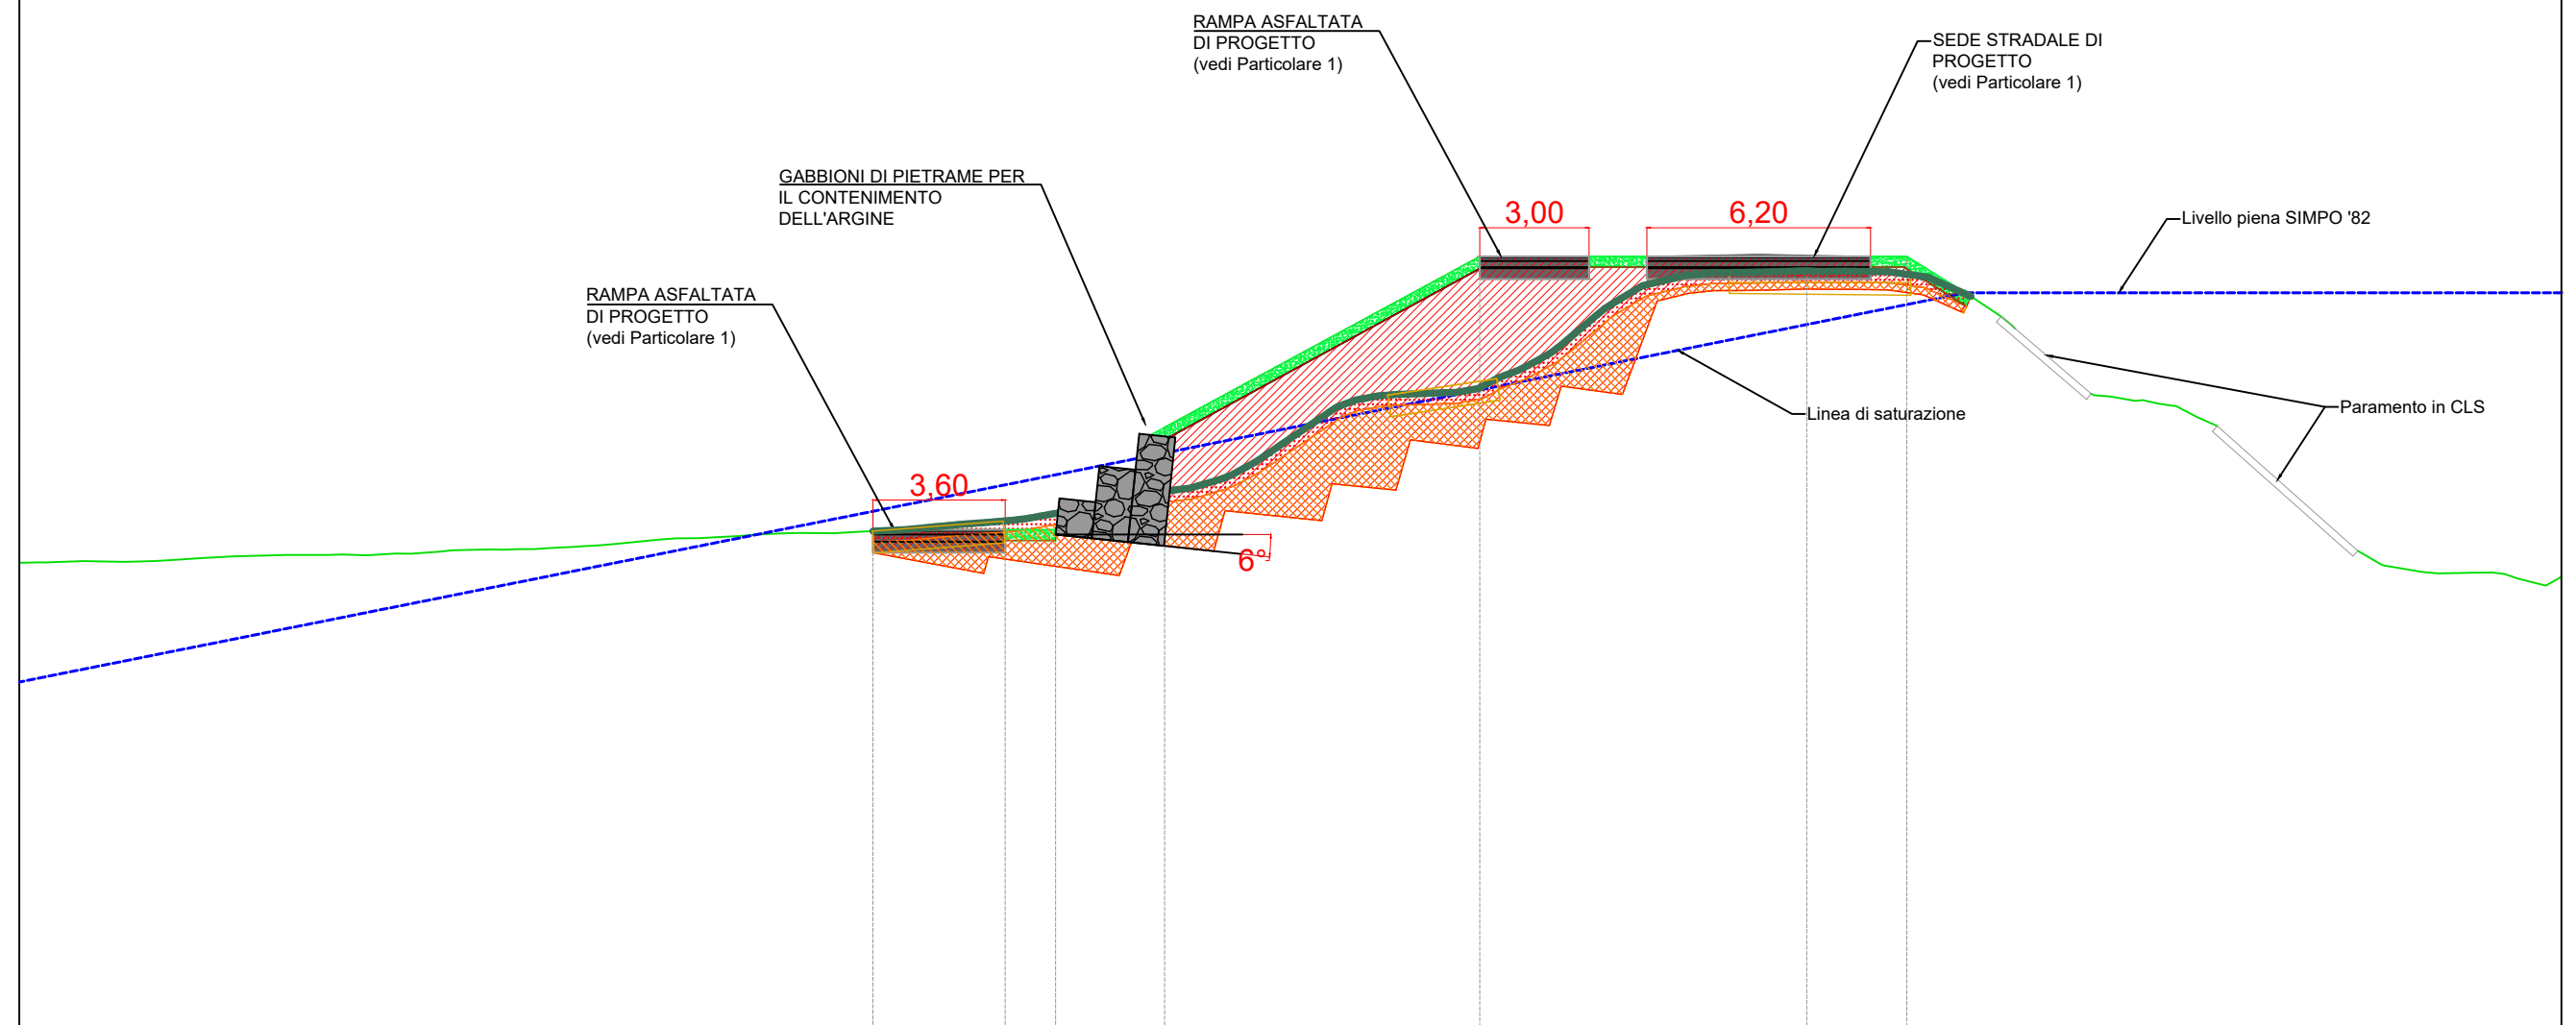 RAMPA ASFALTATA
DI PROGETTO
(vedi Particolare 1)
SEDE STRADALE DI
PROGETTO
(vedi Particolare 1)
GABBIONI DI PIETRAME PER
IL CONTENIMENTO
DELL'ARGINE
3,00
6,20
Livello piena SIMPO '82
RAMPA ASFALTATA
DI PROGETTO
(vedi Particolare 1)
Linea di saturazione
Paramento in CLS
3,60
6°